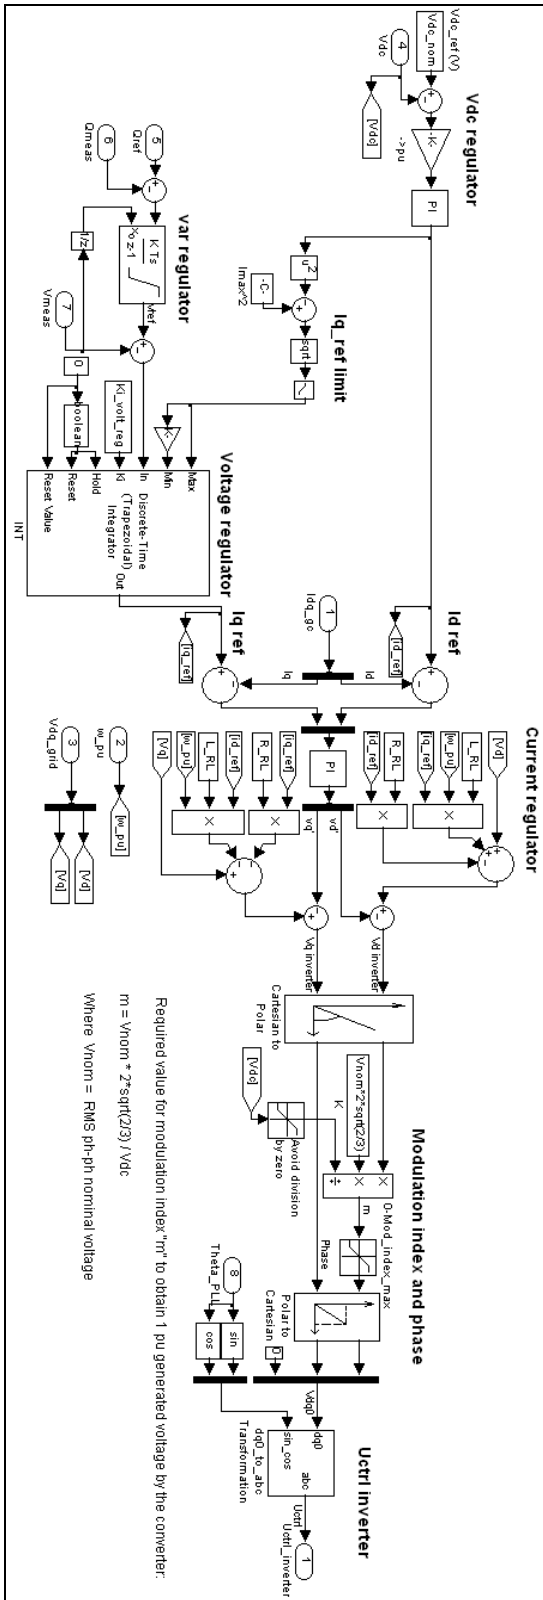 Vdc regulator
Vdc_ref (V)
Vdc_nom
4
Vdc
[Vdc]
-K-
->pu
PI
Iq_ref limit
u^2
-C-
Imax^2
sqrt
-K-
var regulator
5
Qref
6
Qmeas
K Ts
z-1
xo
1/z
Vref
7
Vmeas
0
boolean
Ki_volt_reg
Voltage regulator
Max
Min
In
Ki
Hold
Reset
Reset Value
Discrete-Time
(Trapezoidal)
Integrator
Out
INT
Id ref
[id_ref]
1
Idq_gc
Id
Iq
Iq ref
[iq_ref]
Current regulator
[Vd]
L_RL
[w_pu]
[iq_ref]
R_RL
[id_ref]
X
X
PI
vd'
vq'
[iq_ref]
R_RL
[id_ref]
L_RL
[w_pu]
[Vq]
X
X
2
w_pu
[w_pu]
3
Vdq_grid
[Vd]
[Vq]
Vd inverter
Vq inverter
Cartesian to
Polar
Modulation index and phase
Vnom*2*sqrt(2/3)
K
[Vdc]
Avoid division
by zero
X
X
÷
m
0-Mod_index_max
Phase
Polar to
Cartesian
0
8
Theta_PLL
sin
cos
Vdq0
Uctrl inverter
dq0
sin_cos
abc
dq0_to_abc
Transformation
Uctrl
1
Uctrl_inverter
Required value for modulation index "m" to obtain 1 pu generated voltage by the converter:
m = Vnom * 2*sqrt(2/3) / Vdc
Where Vnom = RMS ph-ph nominal voltage